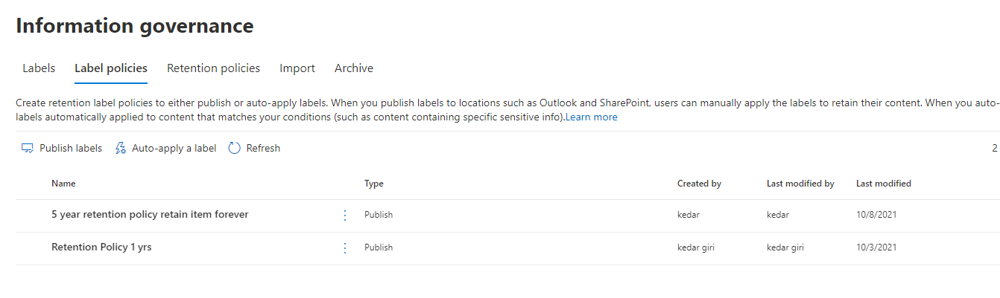 Information governance
Labels Label policies Retention policies Import Archive
Create retention label policies to either publish or auto-apply labels. When you publish labels to locations such as Outlook and SharePoint, users can manually apply the labels to retain their content. When you auto-
labels automatically applied to content that matches your conditions (such as content containing specific sensitive info).Learn more
Publish labels Auto-apply a label Refresh 2
Name Type Created by Last modified by Last modified
5 year retention policy retain item forever Publish kedar kedar 10/8/2021
Retention Policy 1 yrs Publish kedar giri kedar giri 10/3/2021